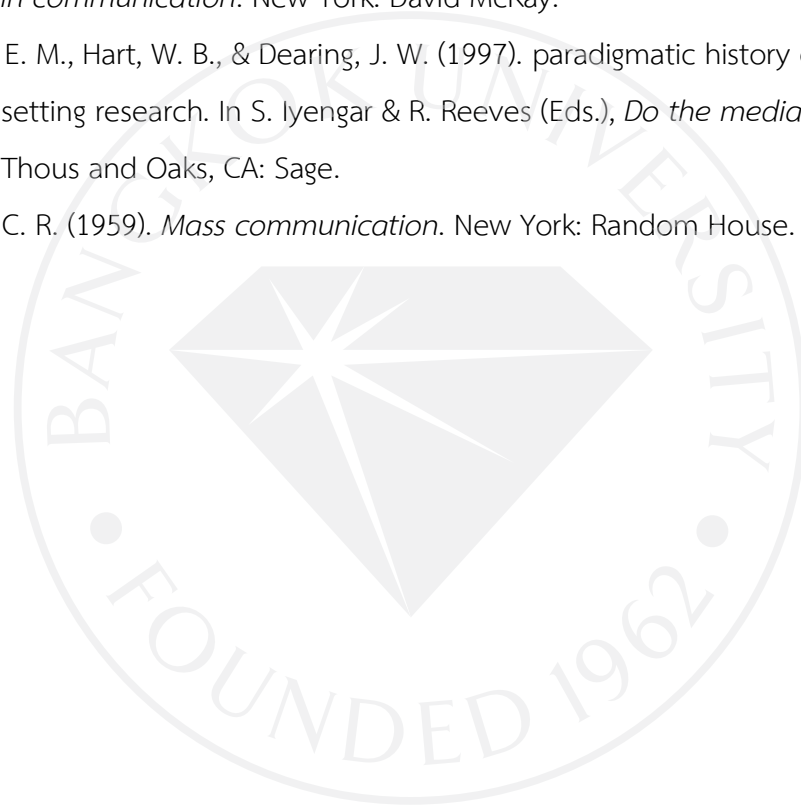 in communication. New York: David McKay.
E. M., Hart, W. B., & Dearing, J. W. (1997). paradigmatic history
setting research. In S. Iyengar & R. Reeves (Eds.), Do the media
Thous and Oaks, CA: Sage.
C. R. (1959). Mass communication. New York: Random House.
BANGKOK UNIVERSITY
FOUNDED 1962